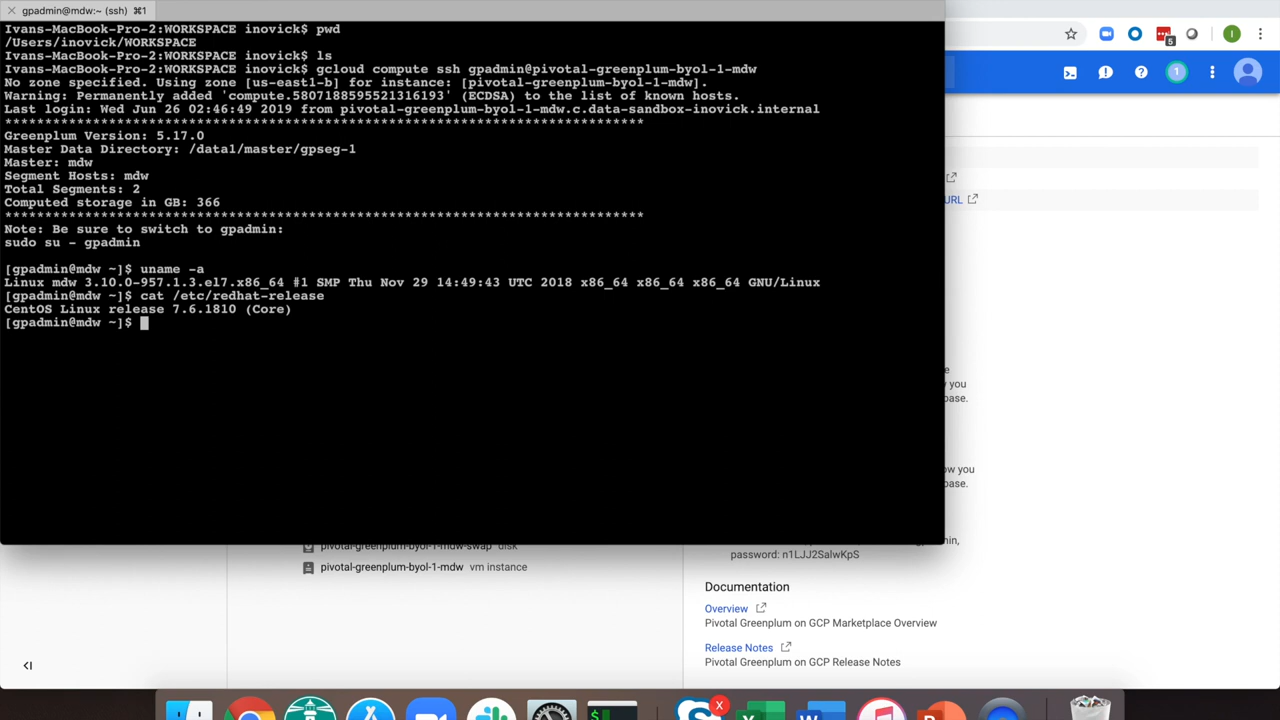 gpadmin@mdw:~ (ssh) ⌘1
Ivans-MacBook-Pro-2:WORKSPACE inovick$ pwd
/Users/inovick/WORKSPACE
Ivans-MacBook-Pro-2:WORKSPACE inovick$ ls
Ivans-MacBook-Pro-2:WORKSPACE inovick$ gcloud compute ssh gpadmin@pivotal-greenplum-byol-1-mdw
No zone specified. Using zone [us-east1-b] for instance: [pivotal-greenplum-byol-1-mdw].
Warning: Permanently added 'compute.5807188595521316193' (ECDSA) to the list of known hosts.
Last login: Wed Jun 26 02:46:49 2019 from pivotal-greenplum-byol-1-mdw.c.data-sandbox-inovick.internal
*******************************************************************************
Greenplum Version: 5.17.0
Master Data Directory: /data1/master/gpseg-1
Master: mdw
Segment Hosts: mdw
Total Segments: 2
Computed storage in GB: 366
*******************************************************************************
Note: Be sure to switch to gpadmin:
sudo su - gpadmin
[gpadmin@mdw ~]$ uname -a
Linux mdw 3.10.0-957.1.3.el7.x86_64 #1 SMP Thu Nov 29 14:49:43 UTC 2018 x86_64 x86_64 x86_64 GNU/Linux
[gpadmin@mdw ~]$ cat /etc/redhat-release
CentOS Linux release 7.6.1810 (Core)
[gpadmin@mdw ~]$
5
I
1
URL
e
you
base.
ow you
base.
pivotal-greenplum-byol-1-mdw-swap disk
pivotal-greenplum-byol-1-mdw vm instance
in,
password: n1LJJ2SalwKpS
Documentation
Overview
Pivotal Greenplum on GCP Marketplace Overview
Release Notes
Pivotal Greenplum on GCP Release Notes